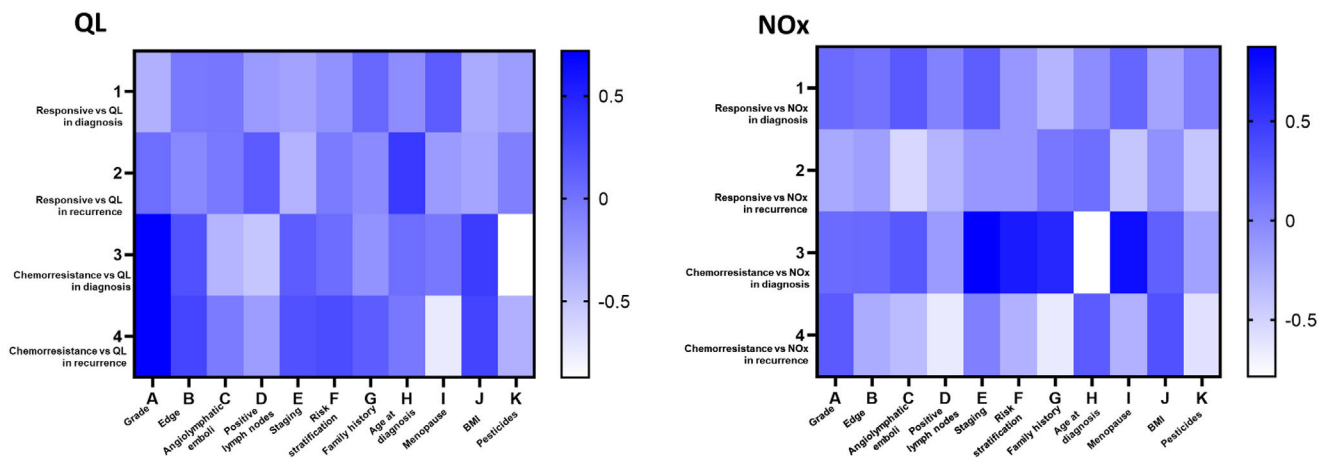 QL
1
Responsive vs QL
in diagnosis
2
Responsive vs QL
in recurrence
3
Chemorresistance vs QL
in diagnosis
4
Chemorresistance vs QL
in recurrence
A
B
C
D
E
F
G
H
I
J
K
Grade
Edge
Angiolymphatic
emboli
Positive
lymph nodes
Staging
Risk
stratification
Family history
Age at
diagnosis
Menopause
BMI
Pesticides
0.5
0
-0.5
NOx
1
Responsive vs NOx
in diagnosis
2
Responsive vs NOx
in recurrence
3
Chemorresistance vs NOx
in diagnosis
4
Chemorresistance vs NOx
in recurrence
A
B
C
D
E
F
G
H
I
J
K
Grade
Edge
Angiolymphatic
emboli
Positive
lymph nodes
Staging
Risk
stratification
Family history
Age at
diagnosis
Menopause
BMI
Pesticides
0.5
0
-0.5